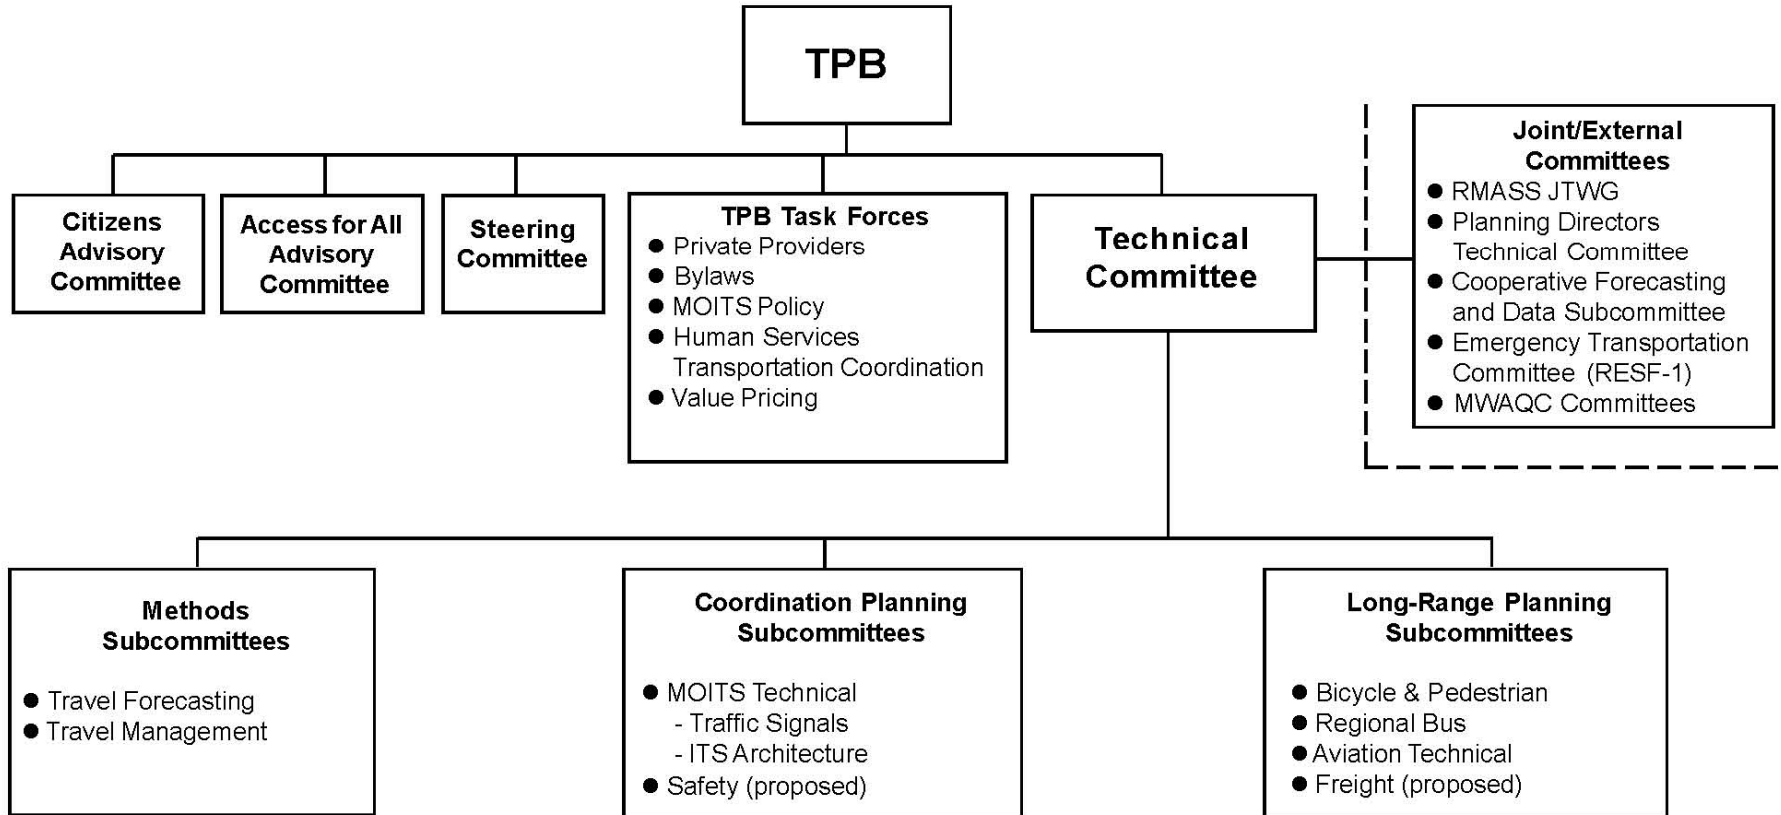 TPB
Citizens
Advisory
Committee
Access for All
Advisory
Committee
Steering
Committee
TPB Task Forces
● Private Providers
● Bylaws
● MOITS Policy
● Human Services
Transportation Coordination
● Value Pricing
Technical
Committee
Joint/External
Committees
● RMASS JTWG
● Planning Directors
Technical Committee
● Cooperative Forecasting
and Data Subcommittee
● Emergency Transportation
Committee (RESF-1)
● MWAQC Committees
Methods
Subcommittees
● Travel Forecasting
● Travel Management
Coordination Planning
Subcommittees
● MOITS Technical
- Traffic Signals
- ITS Architecture
● Safety (proposed)
Long-Range Planning
Subcommittees
● Bicycle & Pedestrian
● Regional Bus
● Aviation Technical
● Freight (proposed)